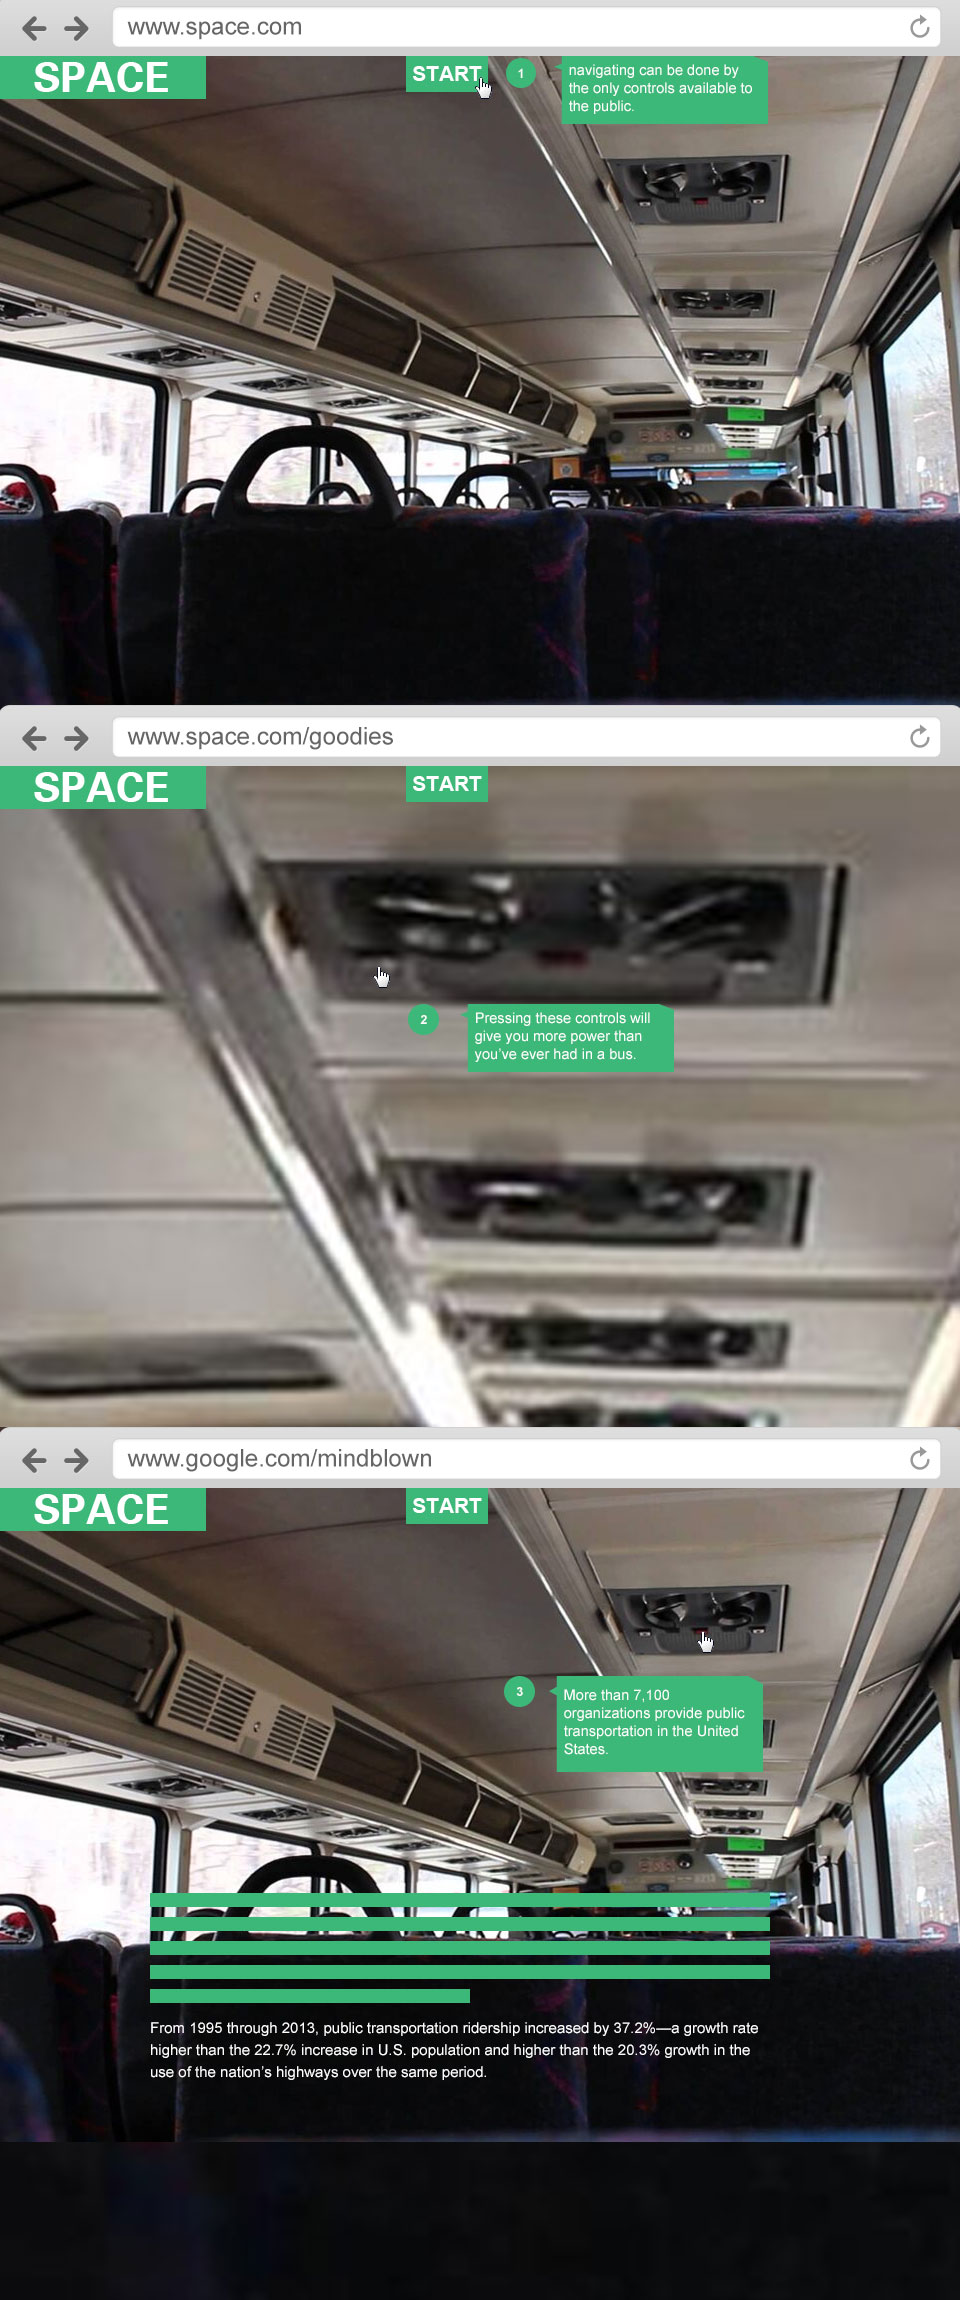 www.space.com
SPACE
START
1
navigating can be done by
the only controls available to
the public.
www.space.com/goodies
SPACE
START
2
Pressing these controls will
give you more power than
you’ve ever had in a bus.
www.google.com/mindblown
SPACE
START
3
More than 7,100
organizations provide public
transportation in the United
States.
From 1995 through 2013, public transportation ridership increased by 37.2%—a growth rate
higher than the 22.7% increase in U.S. population and higher than the 20.3% growth in the
use of the nation’s highways over the same period.